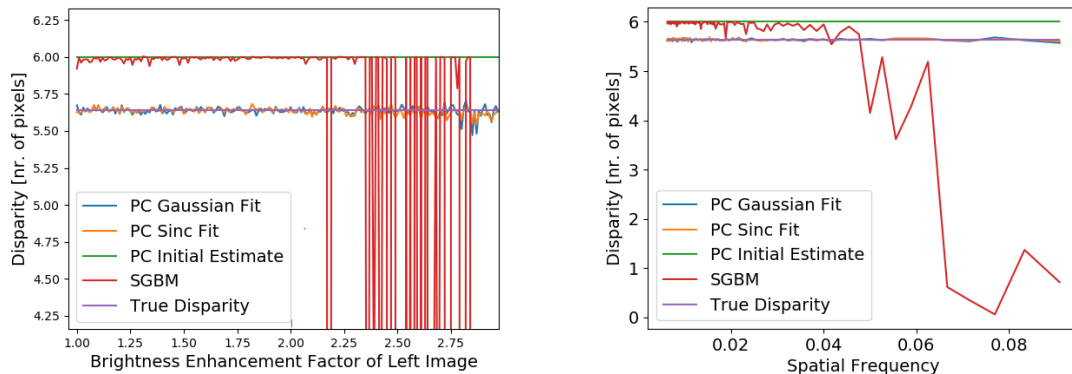 6.25
6.00
5.75
5.50
5.25
5.00
4.75
4.50
4.25
Disparity [nr. of pixels]
PC Gaussian Fit
PC Sinc Fit
PC Initial Estimate
SGBM
True Disparity
1.00 1.25 1.50 1.75 2.00 2.25 2.50 2.75
Brightness Enhancement Factor of Left Image
6
5
4
3
2
1
0
Disparity [nr. of pixels]
PC Gaussian Fit
PC Sinc Fit
PC Initial Estimate
SGBM
True Disparity
0.02 0.04 0.06 0.08
Spatial Frequency